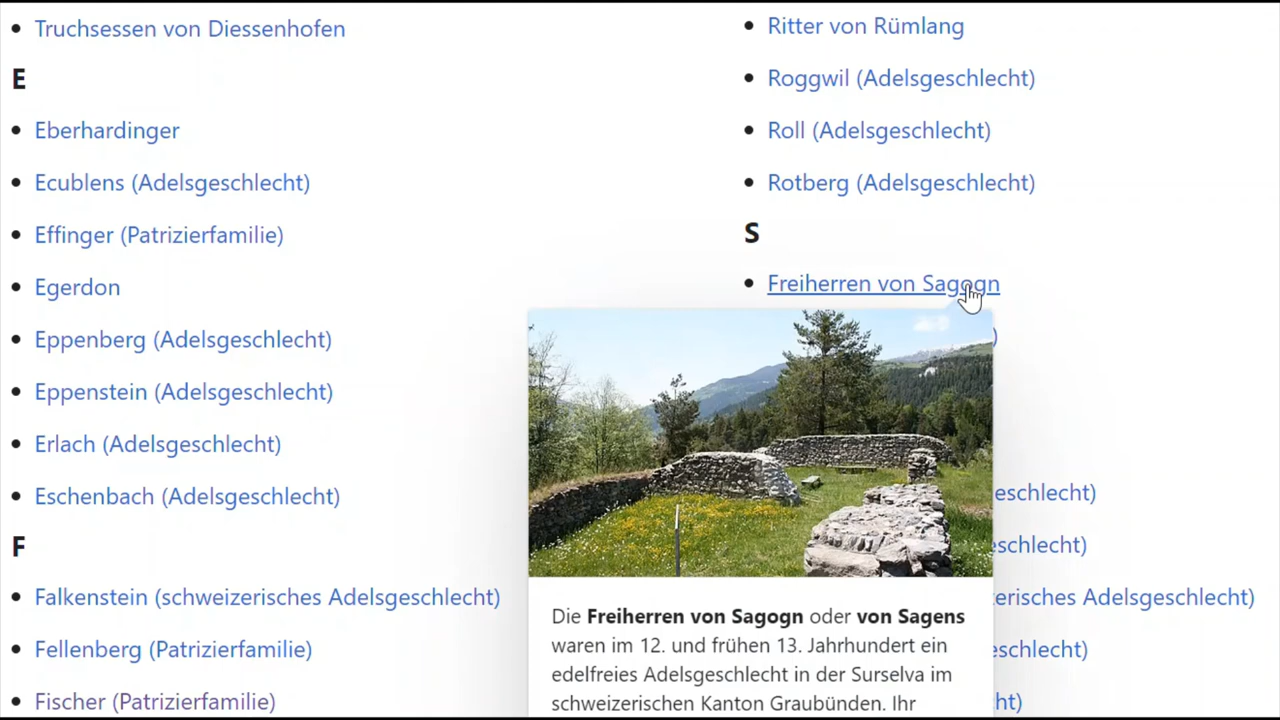 Truchsessen von Diessenhofen
E
Eberhardinger
Ecublens (Adelsgeschlecht)
Effinger (Patrizierfamilie)
Egerdon
Eppenberg (Adelsgeschlecht)
Eppenstein (Adelsgeschlecht)
Erlach (Adelsgeschlecht)
Eschenbach (Adelsgeschlecht)
F
Falkenstein (schweizerisches Adelsgeschlecht)
Fellenberg (Patrizierfamilie)
Fischer (Patrizierfamilie)
Ritter von Rümlang
Roggwil (Adelsgeschlecht)
Roll (Adelsgeschlecht)
Rotberg (Adelsgeschlecht)
S
Freiherren von Sagogn
)
eschlecht)
schlecht)
erisches Adelsgeschlecht)
schlecht)
ht)
Die Freiherren von Sagogn oder von Sagens
waren im 12. und frühen 13. Jahrhundert ein
edelfreies Adelsgeschlecht in der Surselva im
schweizerischen Kanton Graubünden. Ihr